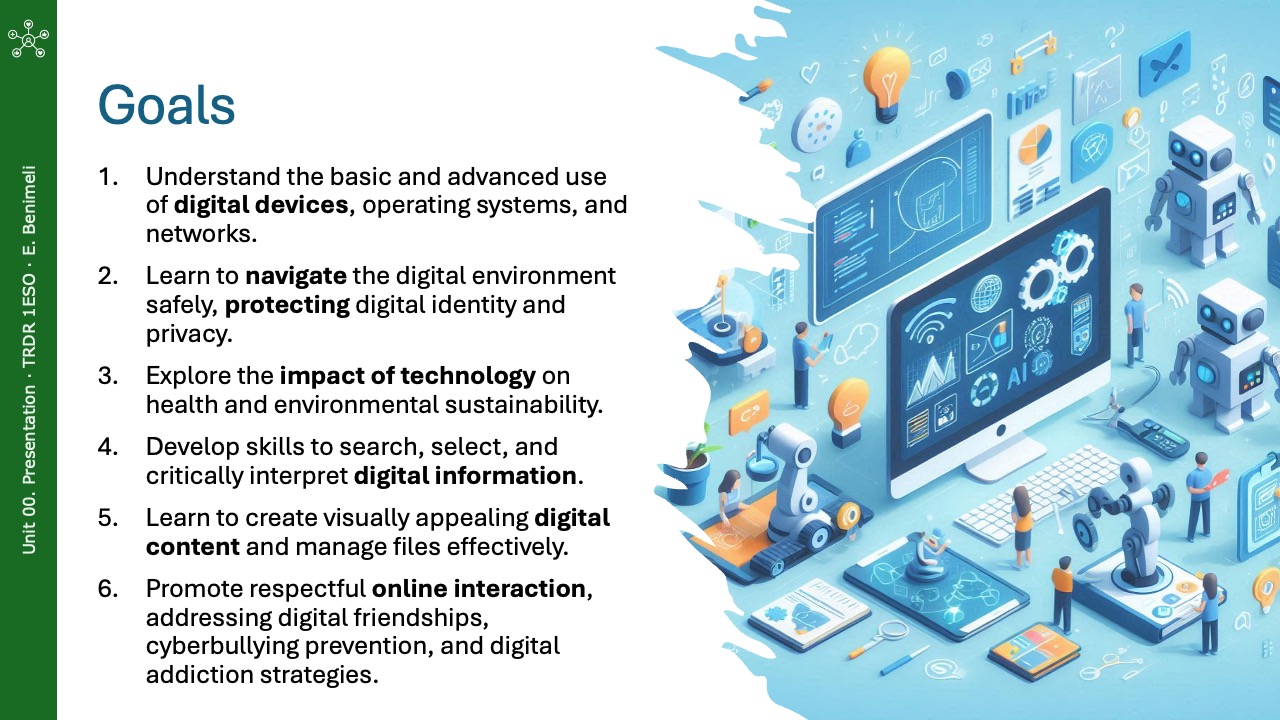 Unit 00. Presentation · TRDR 1ESO · E. Benimeli
Goals
1. Understand the basic and advanced use
of digital devices, operating systems, and
networks.
2. Learn to navigate the digital environment
safely, protecting digital identity and
privacy.
3. Explore the impact of technology on
health and environmental sustainability.
4. Develop skills to search, select, and
critically interpret digital information.
5. Learn to create visually appealing digital
content and manage files effectively.
6. Promote respectful online interaction,
addressing digital friendships,
cyberbullying prevention, and digital
addiction strategies.
AI